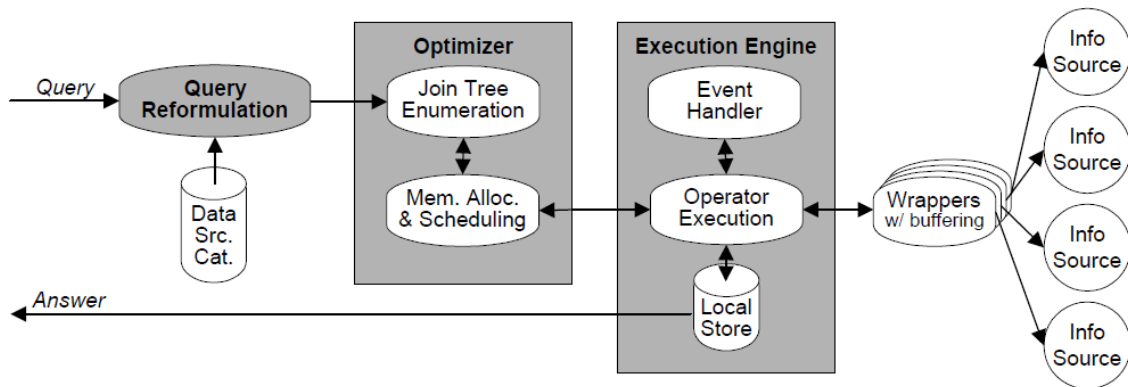 Query
Query
Reformulation
Data
Src.
Cat.
Answer
Optimizer
Join Tree
Enumeration
Mem. Alloc.
& Scheduling
Execution Engine
Event
Handler
Operator
Execution
Local
Store
Wrappers
w/ buffering
Info
Source
Info
Source
Info
Source
Info
Source